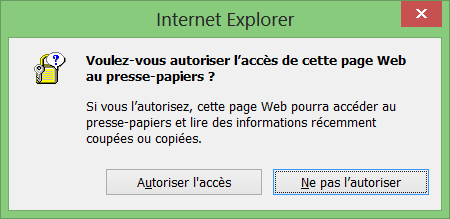 Internet Explorer
Voulez-vous autoriser l'accès de cette page Web
au presse-papiers ?
Si vous l'autorisez, cette page Web pourra accéder au
presse-papiers et lire des informations récemment
coupées ou copiées.
Autoriser l'accès
Ne pas l'autoriser